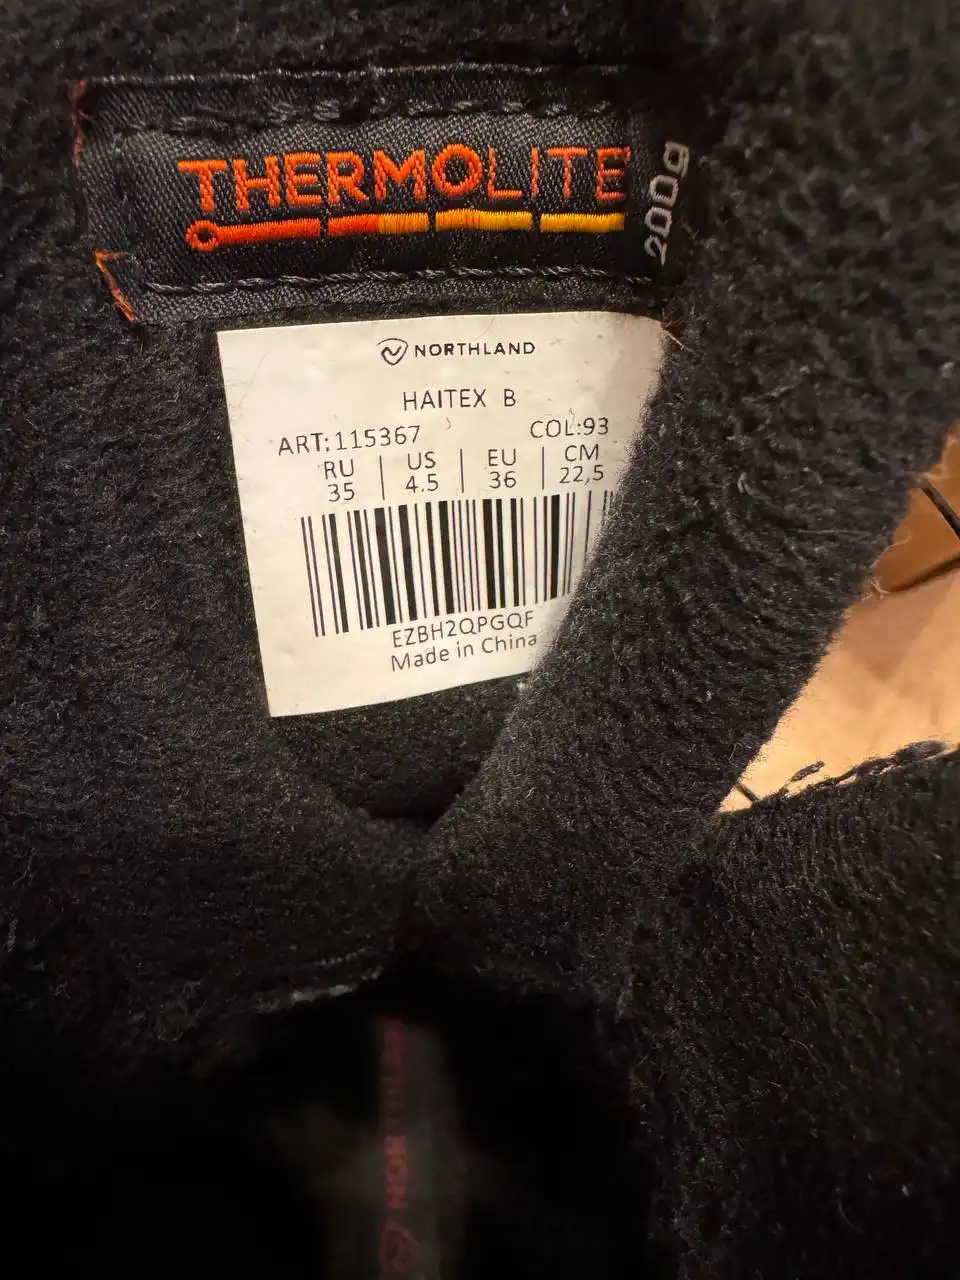 THERMOLITE
200g
NORTHLAND
HAITEX B
ART:115367 COL:93
RU US EU CM
35 4.5 36 22,5
EZBH2QPGQF
Made in China